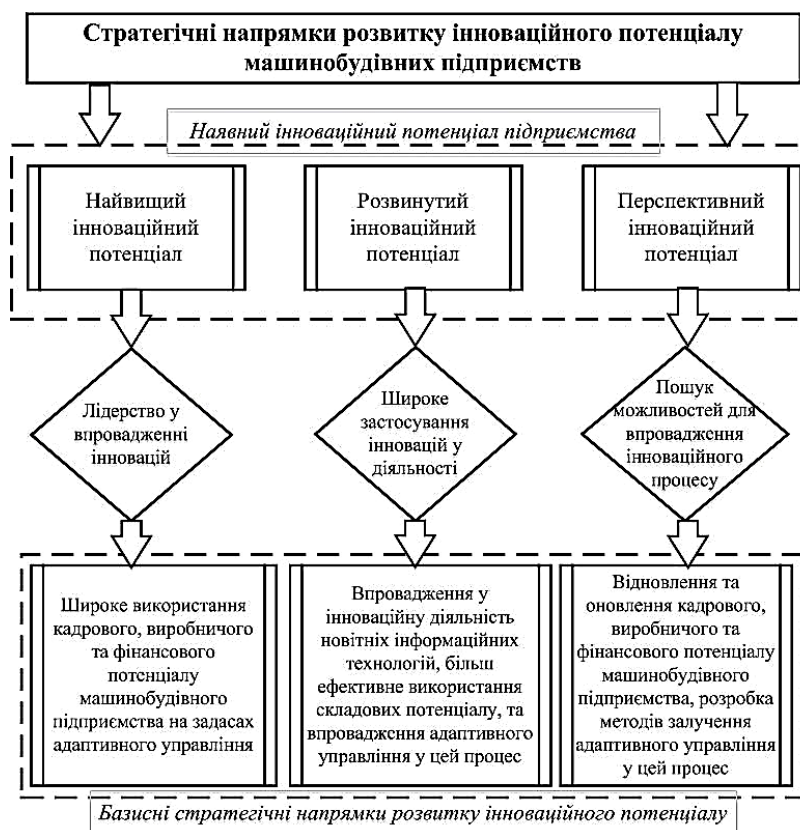 Стратегічні напрямки розвитку інноваційного потенціалу
машинобудівних підприємств
Наявний інноваційний потенціал підприємства
Найвищий
інноваційний
потенціал
Розвинутий
інноваційний
потенціал
Перспективний
інноваційний
потенціал
Лідерство у
впровадженні
інновацій
Широке
застосування
інновацій у
діяльності
Пошук
можливостей для
впровадження
інноваційного
процесу
Широке використання
кадрового, виробничого
та фінансового
потенціалу
машинобудівного
підприємства на задасах
адаптивного управління
Впровадження у
інноваційну діяльність
новітніх інформаційних
технологій, більш
ефективне використання
складових потенціалу, та
впровадження адаптивного
управління у цей процес
Відновлення та
оновлення кадрового,
виробничого та
фінансового потенціалу
машинобудівного
підприємства, розробка
методів залучення
адаптивного управління
у цей процес
Базисні стратегічні напрямки розвитку інноваційного потенціалу